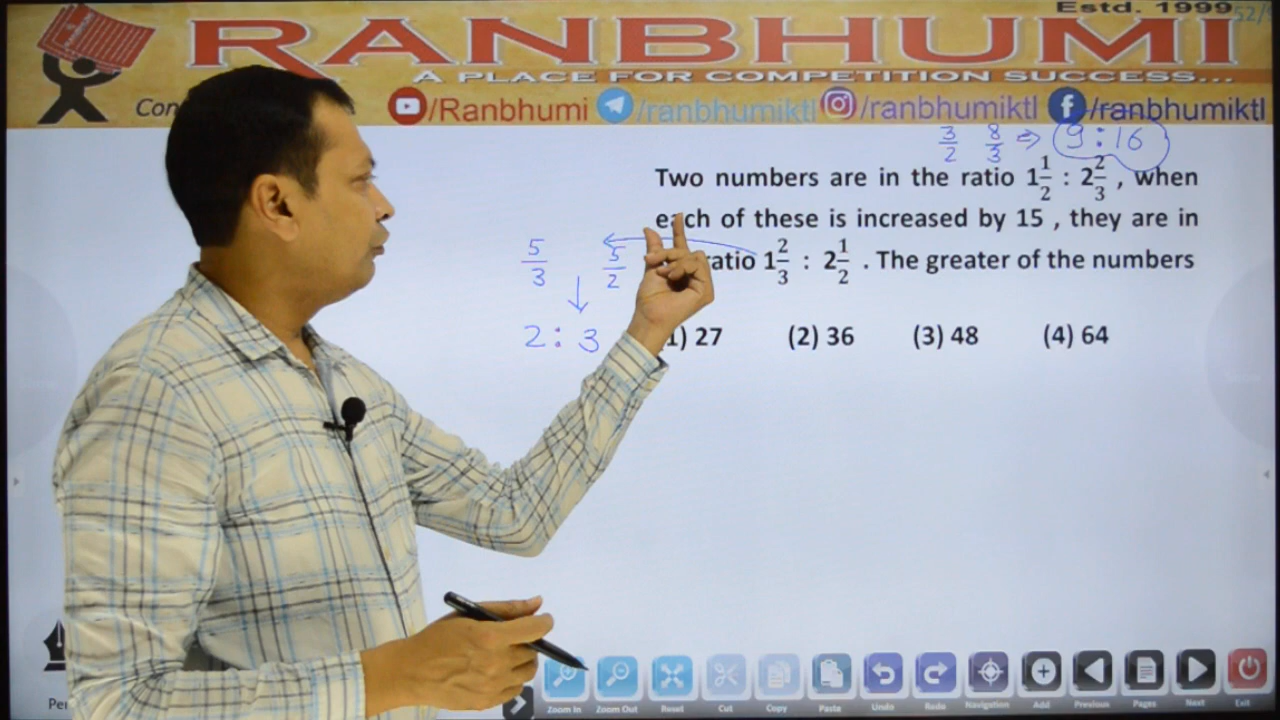 Estd. 1999
52/
RANBHUMI
A PLACE FOR COMPETITION SUCCESS...
/Ranbhumi /ranbhumiktl /ranbhumiktl /ranbhumiktl
3/2 8/3 ⇒ 9:16
Two numbers are in the ratio 1 1/2 : 2 2/3 , when
each of these is increased by 15 , they are in
ratio 1 2/3 : 2 1/2 . The greater of the numbers
5/3 5/2
2:3
(1) 27 (2) 36 (3) 48 (4) 64
Zoom In Zoom Out Reset Cut Copy Paste Undo Redo Navigation Add Previous Pages Next Exit